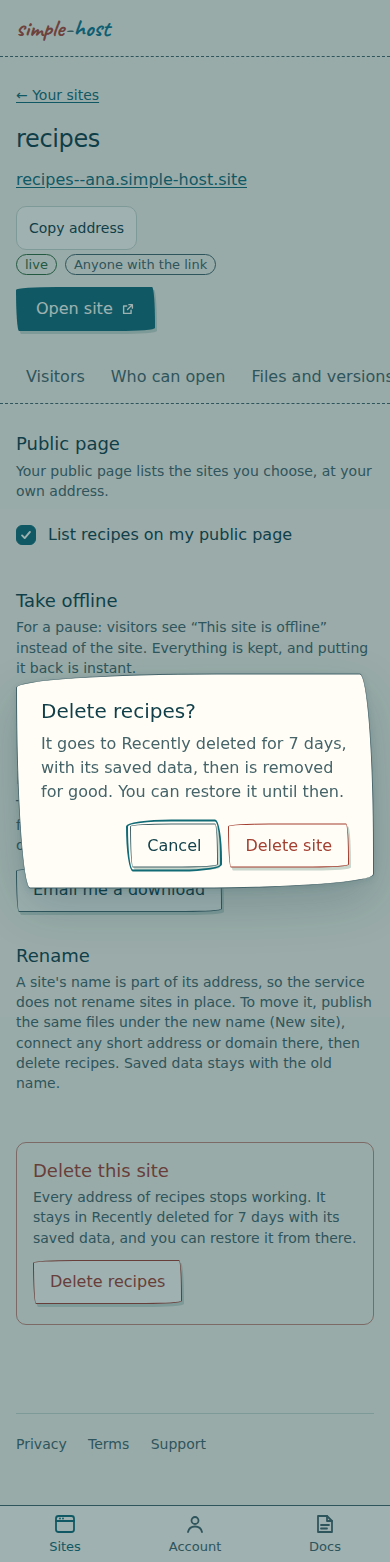 simple-host
← Your sites
recipes
recipes--ana.simple-host.site
Copy address
live
Anyone with the link
Open site
Visitors
Who can open
Files and versions
Public page
Your public page lists the sites you choose, at your
own address.
List recipes on my public page
Take offline
For a pause: visitors see “This site is offline”
instead of the site. Everything is kept, and putting
it back is instant.
Delete recipes?
It goes to Recently deleted for 7 days,
with its saved data, then is removed
for good. You can restore it until then.
Cancel
Delete site
Email me a download
Rename
A site's name is part of its address, so the service
does not rename sites in place. To move it, publish
the same files under the new name (New site),
connect any short address or domain there, then
delete recipes. Saved data stays with the old
name.
Delete this site
Every address of recipes stops working. It
stays in Recently deleted for 7 days with its
saved data, and you can restore it from there.
Delete recipes
Privacy
Terms
Support
Sites
Account
Docs